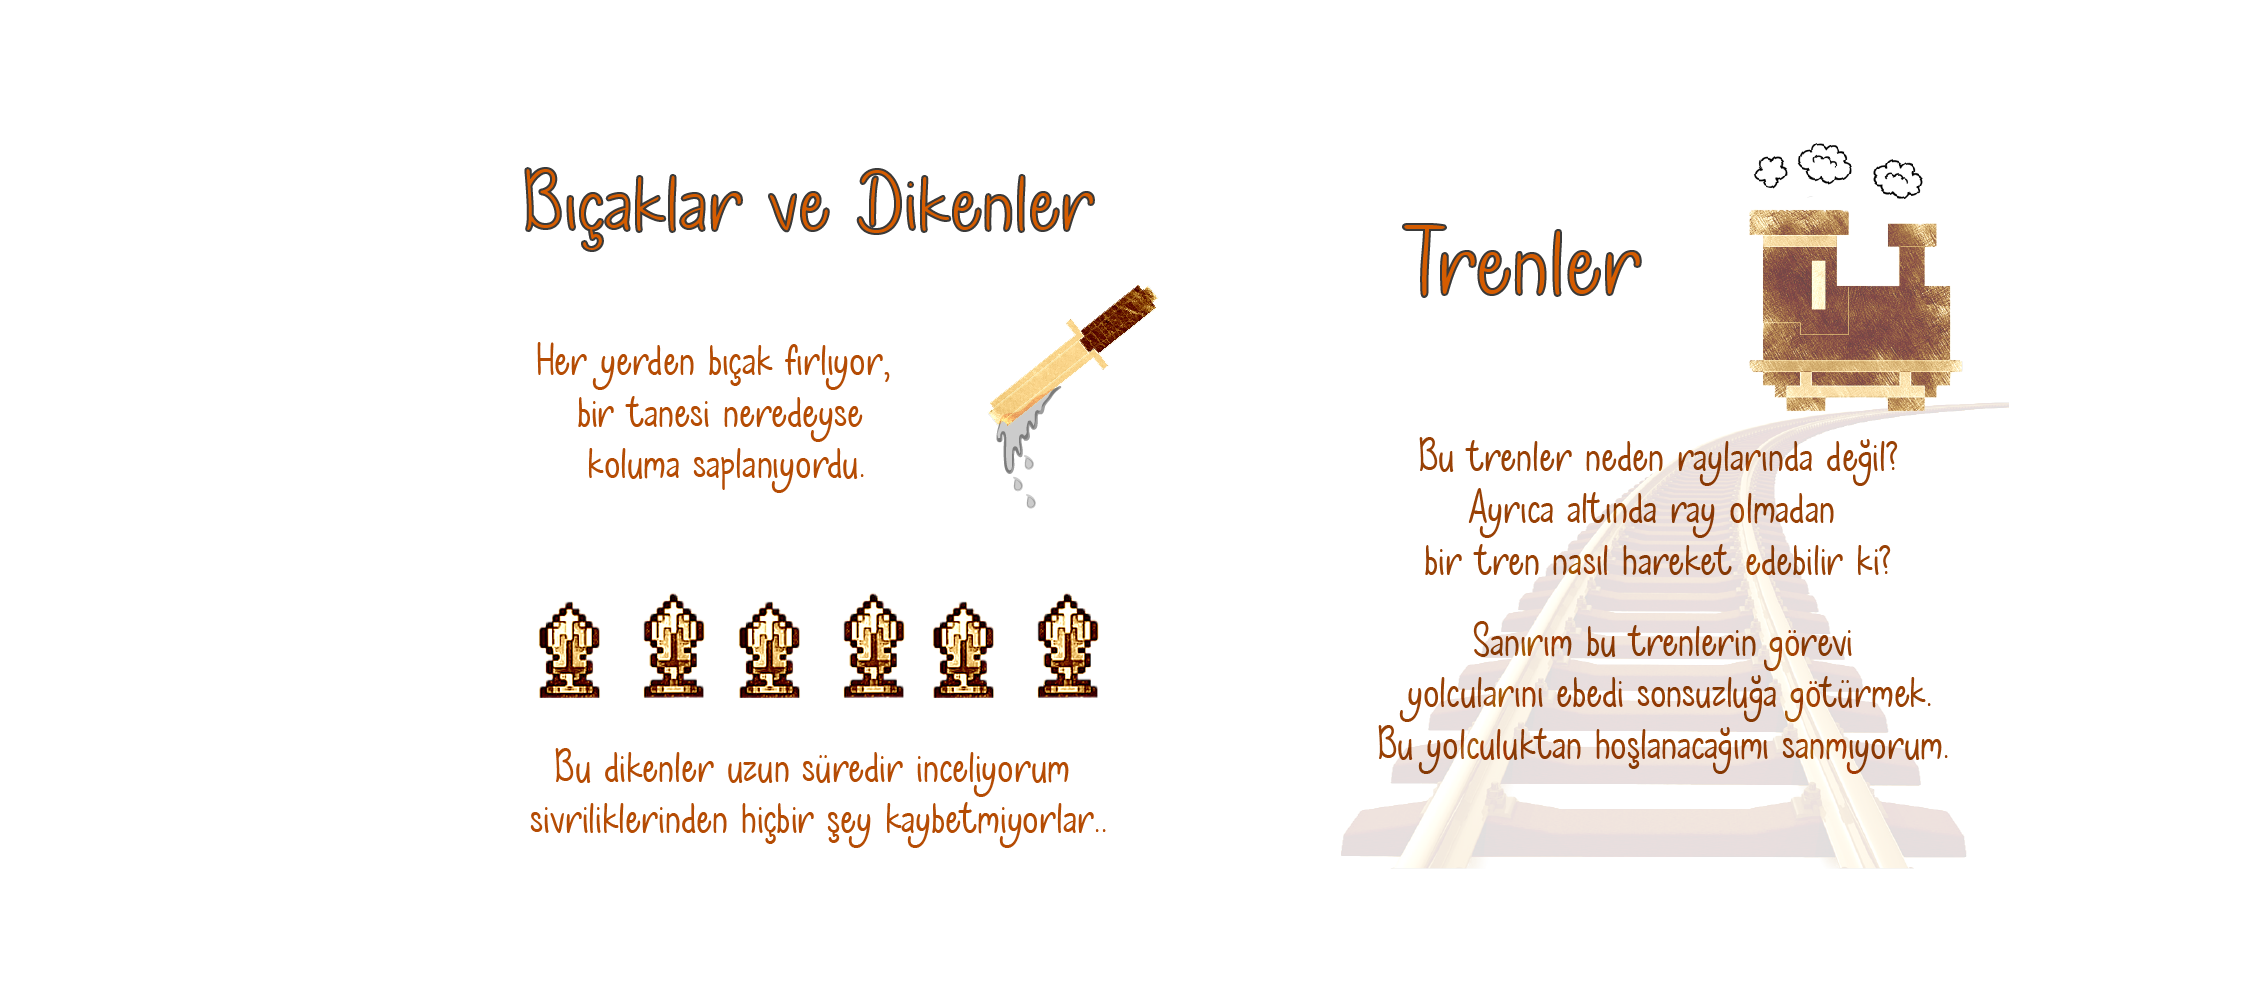 Bıçaklar ve Dikenler
Her yerden bıçak fırlıyor,
bir tanesi neredeyse
koluma saplanıyordu.
Bu dikenler uzun süredir inceliyorum
sivriliklerinden hiçbir şey kaybetmiyorlar..
Trenler
Bu trenler neden raylarında değil?
Ayrıca altında ray olmadan
bir tren nasıl hareket edebilir ki?
Sanırım bu trenlerin görevi
yolcularını ebedi sonsuzluğa götürmek.
Bu yolculuktan hoşlanacağımı sanmıyorum.